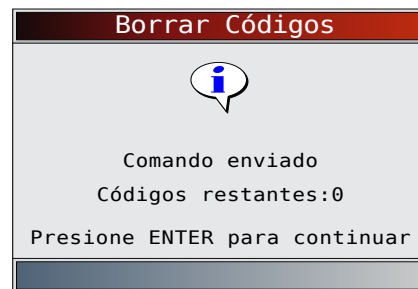 Borrar Códigos
i
Comando enviado
Códigos restantes:0
Presione ENTER para continuar